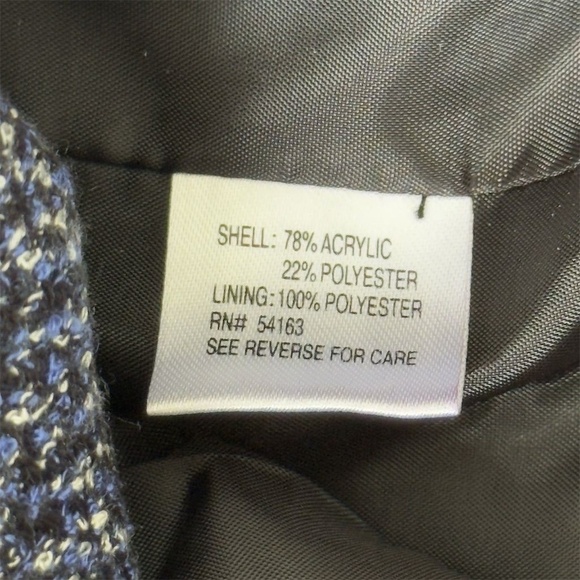 SHELL: 78% ACRYLIC
22% POLYESTER
LINING: 100% POLYESTER
RN# 54163
SEE REVERSE FOR CARE